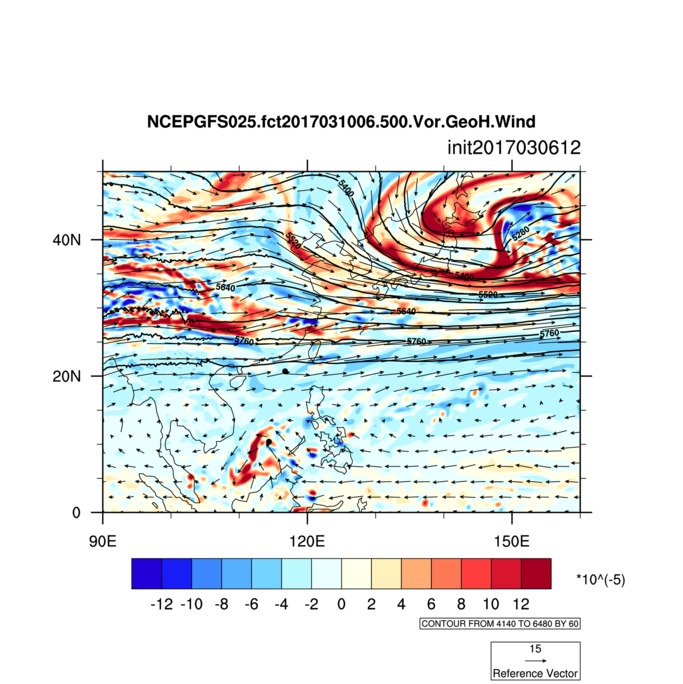 NCEPGFS025.fct2017031006.500.Vor.GeoH.Wind
init2017030612
5400
40N
5280
5520
5400
5640
5520
5640
5760
5760
5760
20N
0
90E 120E 150E
-12 -10 -8 -6 -4 -2 0 2 4 6 8 10 12
*10^(-5)
CONTOUR FROM 4140 TO 6480 BY 60
15
Reference Vector